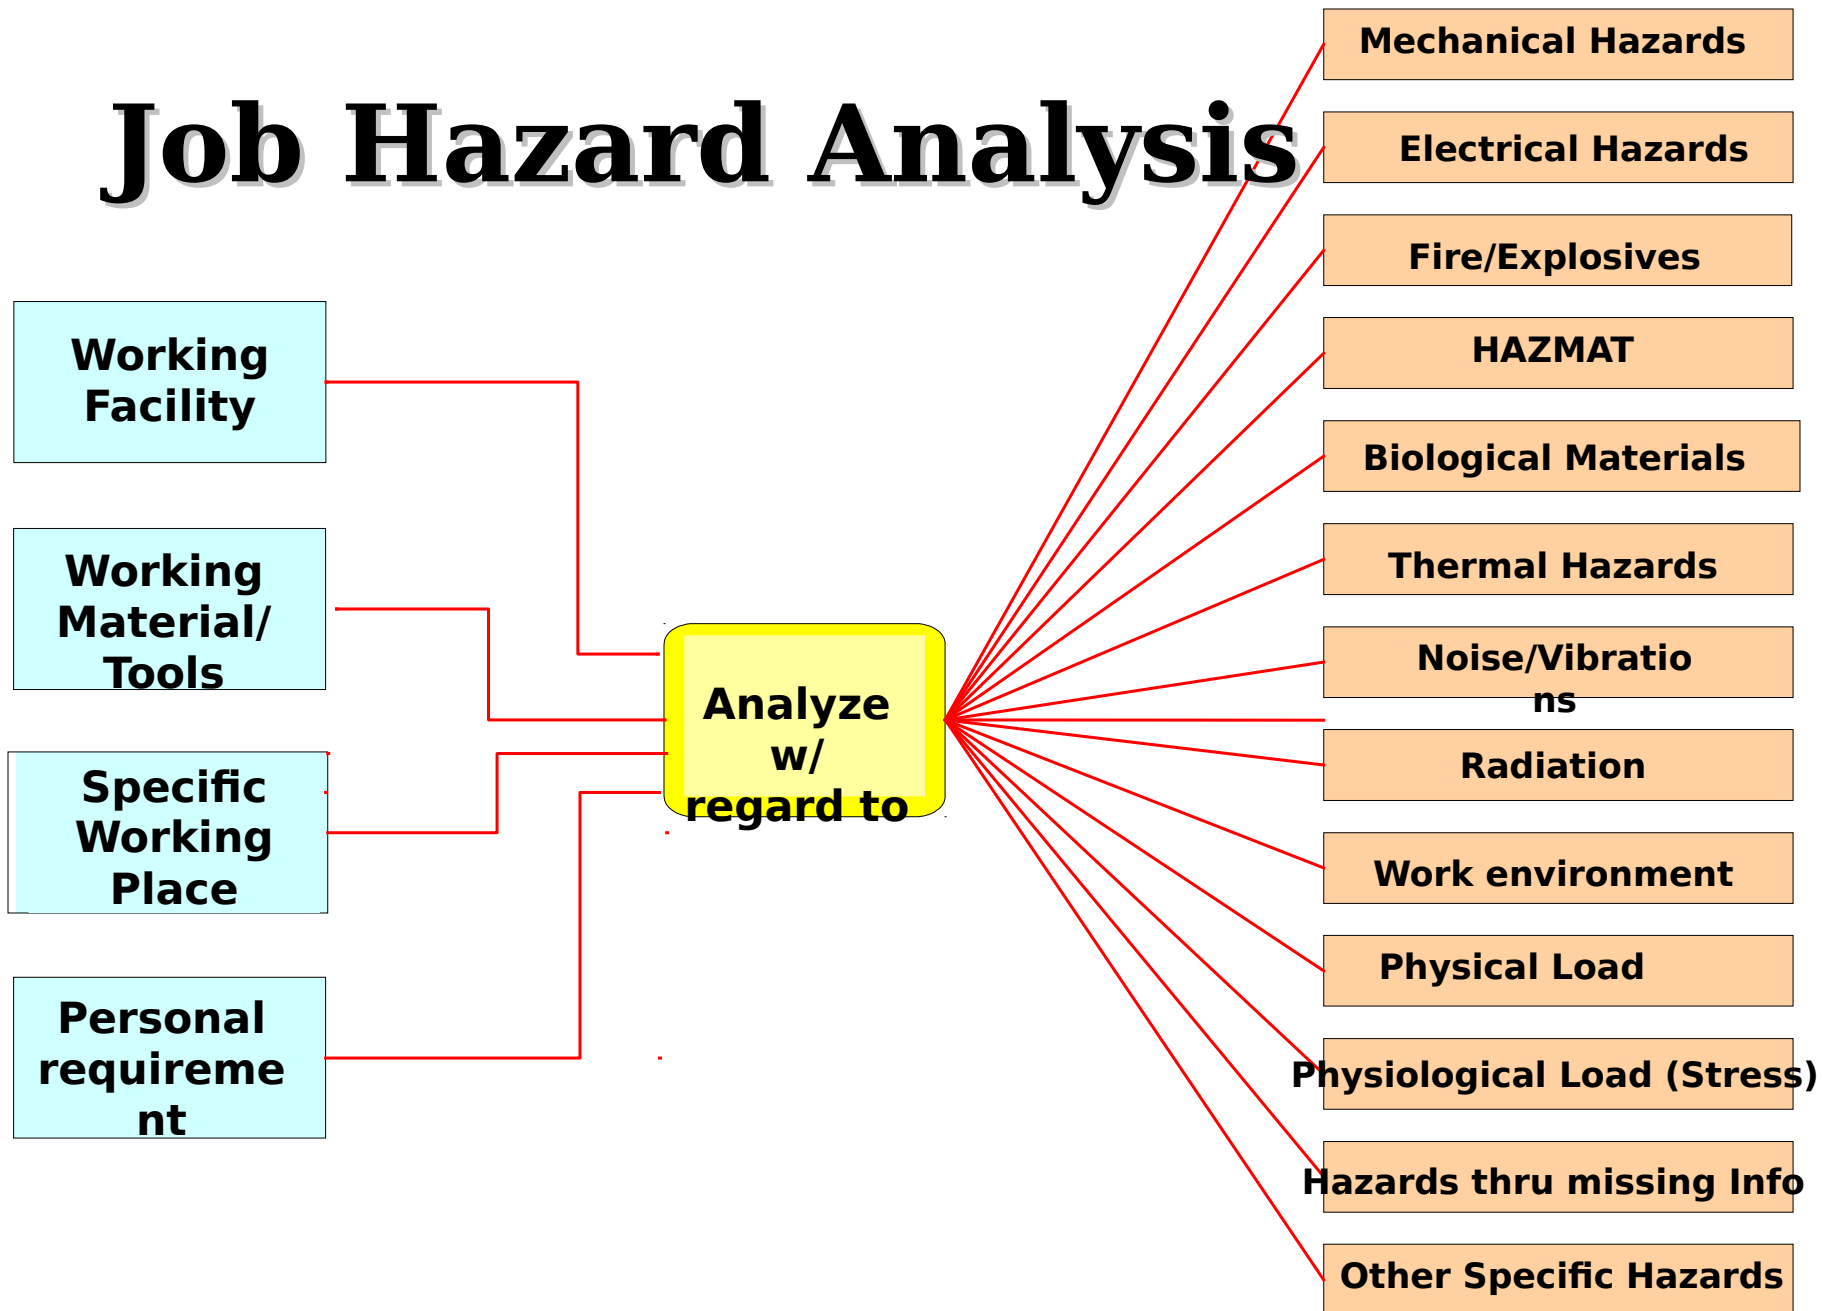 Job Hazard Analysis
Working
Facility
Working
Material/
Tools
Specific
Working
Place
Personal
requireme
nt
Analyze
w/
regard to
Mechanical Hazards
Electrical Hazards
Fire/Explosives
HAZMAT
Biological Materials
Thermal Hazards
Noise/Vibratio
ns
Radiation
Work environment
Physical Load
Physiological Load (Stress)
Hazards thru missing Info
Other Specific Hazards